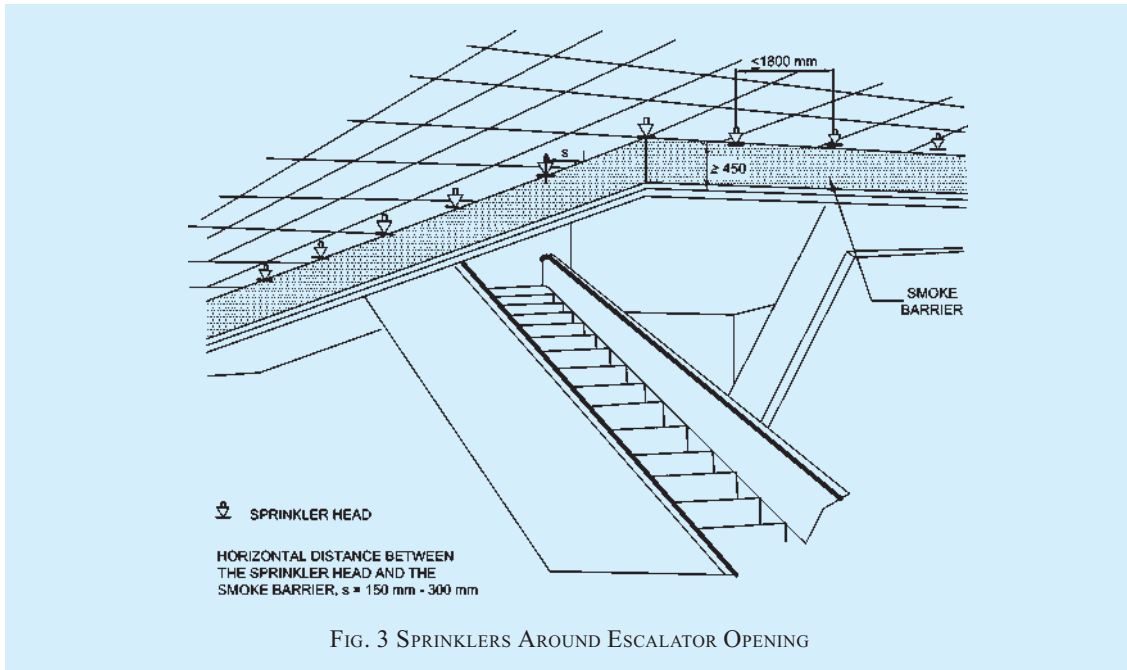 ≤1800 mm
s
≥ 450
SMOKE
BARRIER
SPRINKLER HEAD
HORIZONTAL DISTANCE BETWEEN
THE SPRINKLER HEAD AND THE
SMOKE BARRIER, s = 150 mm - 300 mm
FIG. 3 SPRINKLERS AROUND ESCALATOR OPENING